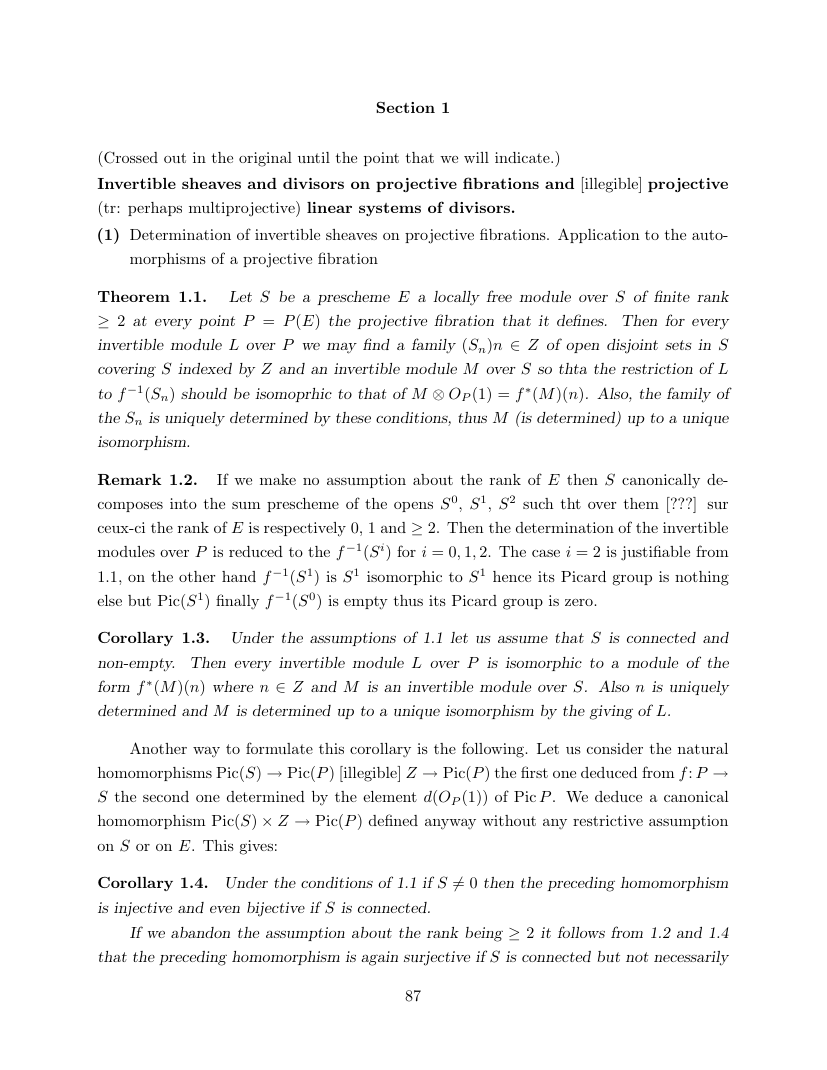 Section 1
(Crossed out in the original until the point that we will indicate.)
Invertible sheaves and divisors on projective fibrations and [illegible] projective
(tr: perhaps multiprojective) linear systems of divisors.
(1) Determination of invertible sheaves on projective fibrations. Application to the auto-
morphisms of a projective fibration
Theorem 1.1. Let S be a prescheme E a locally free module over S of finite rank
≥ 2 at every point P = P(E) the projective fibration that it defines. Then for every
invertible module L over P we may find a family (Sₙ)n ∈ Z of open disjoint sets in S
covering S indexed by Z and an invertible module M over S so thta the restriction of L
to f⁻¹(Sₙ) should be isomoprhic to that of M ⊗ O_P(1) = f*(M)(n). Also, the family of
the Sₙ is uniquely determined by these conditions, thus M (is determined) up to a unique
isomorphism.
Remark 1.2. If we make no assumption about the rank of E then S canonically de-
composes into the sum prescheme of the opens S⁰, S¹, S² such tht over them [???] sur
ceux-ci the rank of E is respectively 0, 1 and ≥ 2. Then the determination of the invertible
modules over P is reduced to the f⁻¹(Sⁱ) for i = 0, 1, 2. The case i = 2 is justifiable from
1.1, on the other hand f⁻¹(S¹) is S¹ isomorphic to S¹ hence its Picard group is nothing
else but Pic(S¹) finally f⁻¹(S⁰) is empty thus its Picard group is zero.
Corollary 1.3. Under the assumptions of 1.1 let us assume that S is connected and
non-empty. Then every invertible module L over P is isomorphic to a module of the
form f*(M)(n) where n ∈ Z and M is an invertible module over S. Also n is uniquely
determined and M is determined up to a unique isomorphism by the giving of L.
Another way to formulate this corollary is the following. Let us consider the natural
homomorphisms Pic(S) → Pic(P) [illegible] Z → Pic(P) the first one deduced from f: P →
S the second one determined by the element d(O_P(1)) of Pic P. We deduce a canonical
homomorphism Pic(S) × Z → Pic(P) defined anyway without any restrictive assumption
on S or on E. This gives:
Corollary 1.4. Under the conditions of 1.1 if S ≠ 0 then the preceding homomorphism
is injective and even bijective if S is connected.
If we abandon the assumption about the rank being ≥ 2 it follows from 1.2 and 1.4
that the preceding homomorphism is again surjective if S is connected but not necessarily
87